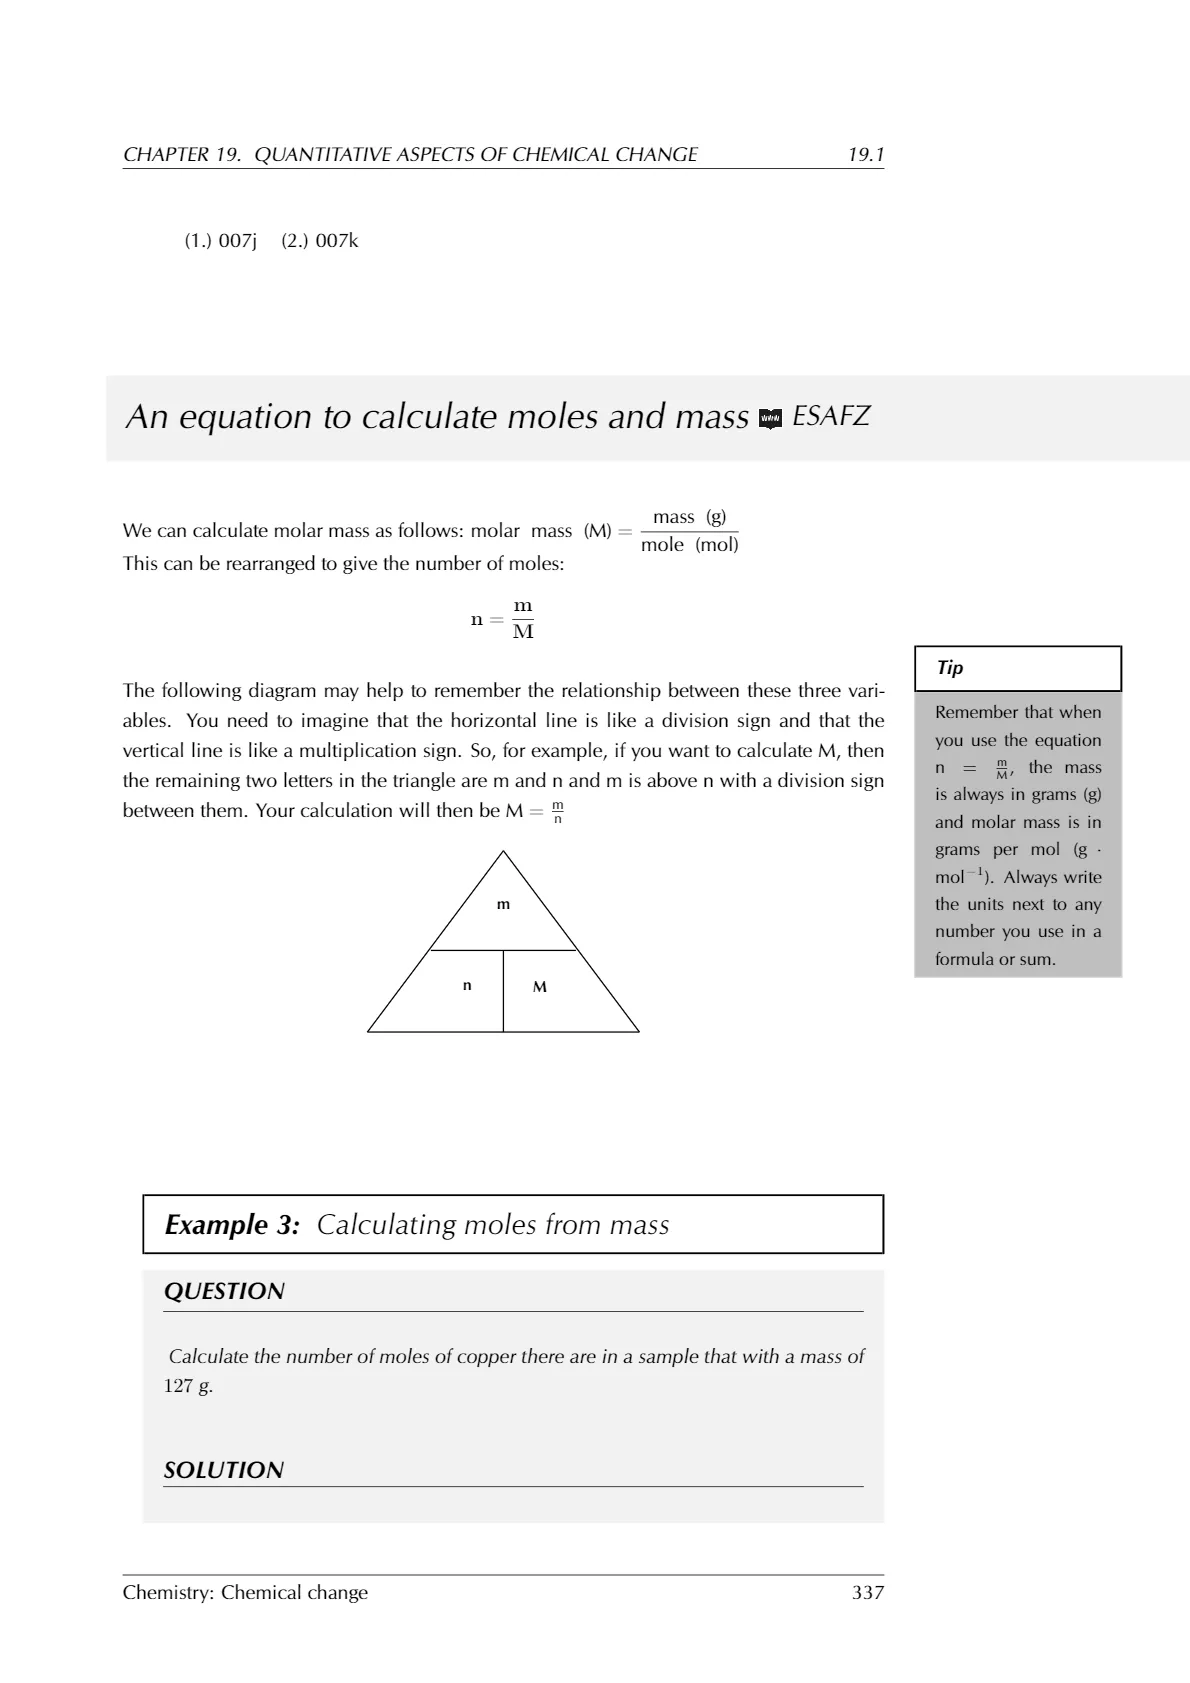 CHAPTER 19. QUANTITATIVE ASPECTS OF CHEMICAL CHANGE 19.1
(1.) 007j (2.) 007k
An equation to calculate moles and mass WWW ESAFZ
We can calculate molar mass as follows: molar mass (M) = mass (g) / mole (mol)
This can be rearranged to give the number of moles:
n = m / M
The following diagram may help to remember the relationship between these three vari-
ables. You need to imagine that the horizontal line is like a division sign and that the
vertical line is like a multiplication sign. So, for example, if you want to calculate M, then
the remaining two letters in the triangle are m and n and m is above n with a division sign
between them. Your calculation will then be M = m/n
m
n M
Tip
Remember that when
you use the equation
n = m/M, the mass
is always in grams (g)
and molar mass is in
grams per mol (g ·
mol⁻¹). Always write
the units next to any
number you use in a
formula or sum.
Example 3: Calculating moles from mass
QUESTION
Calculate the number of moles of copper there are in a sample that with a mass of
127 g.
SOLUTION
Chemistry: Chemical change 337